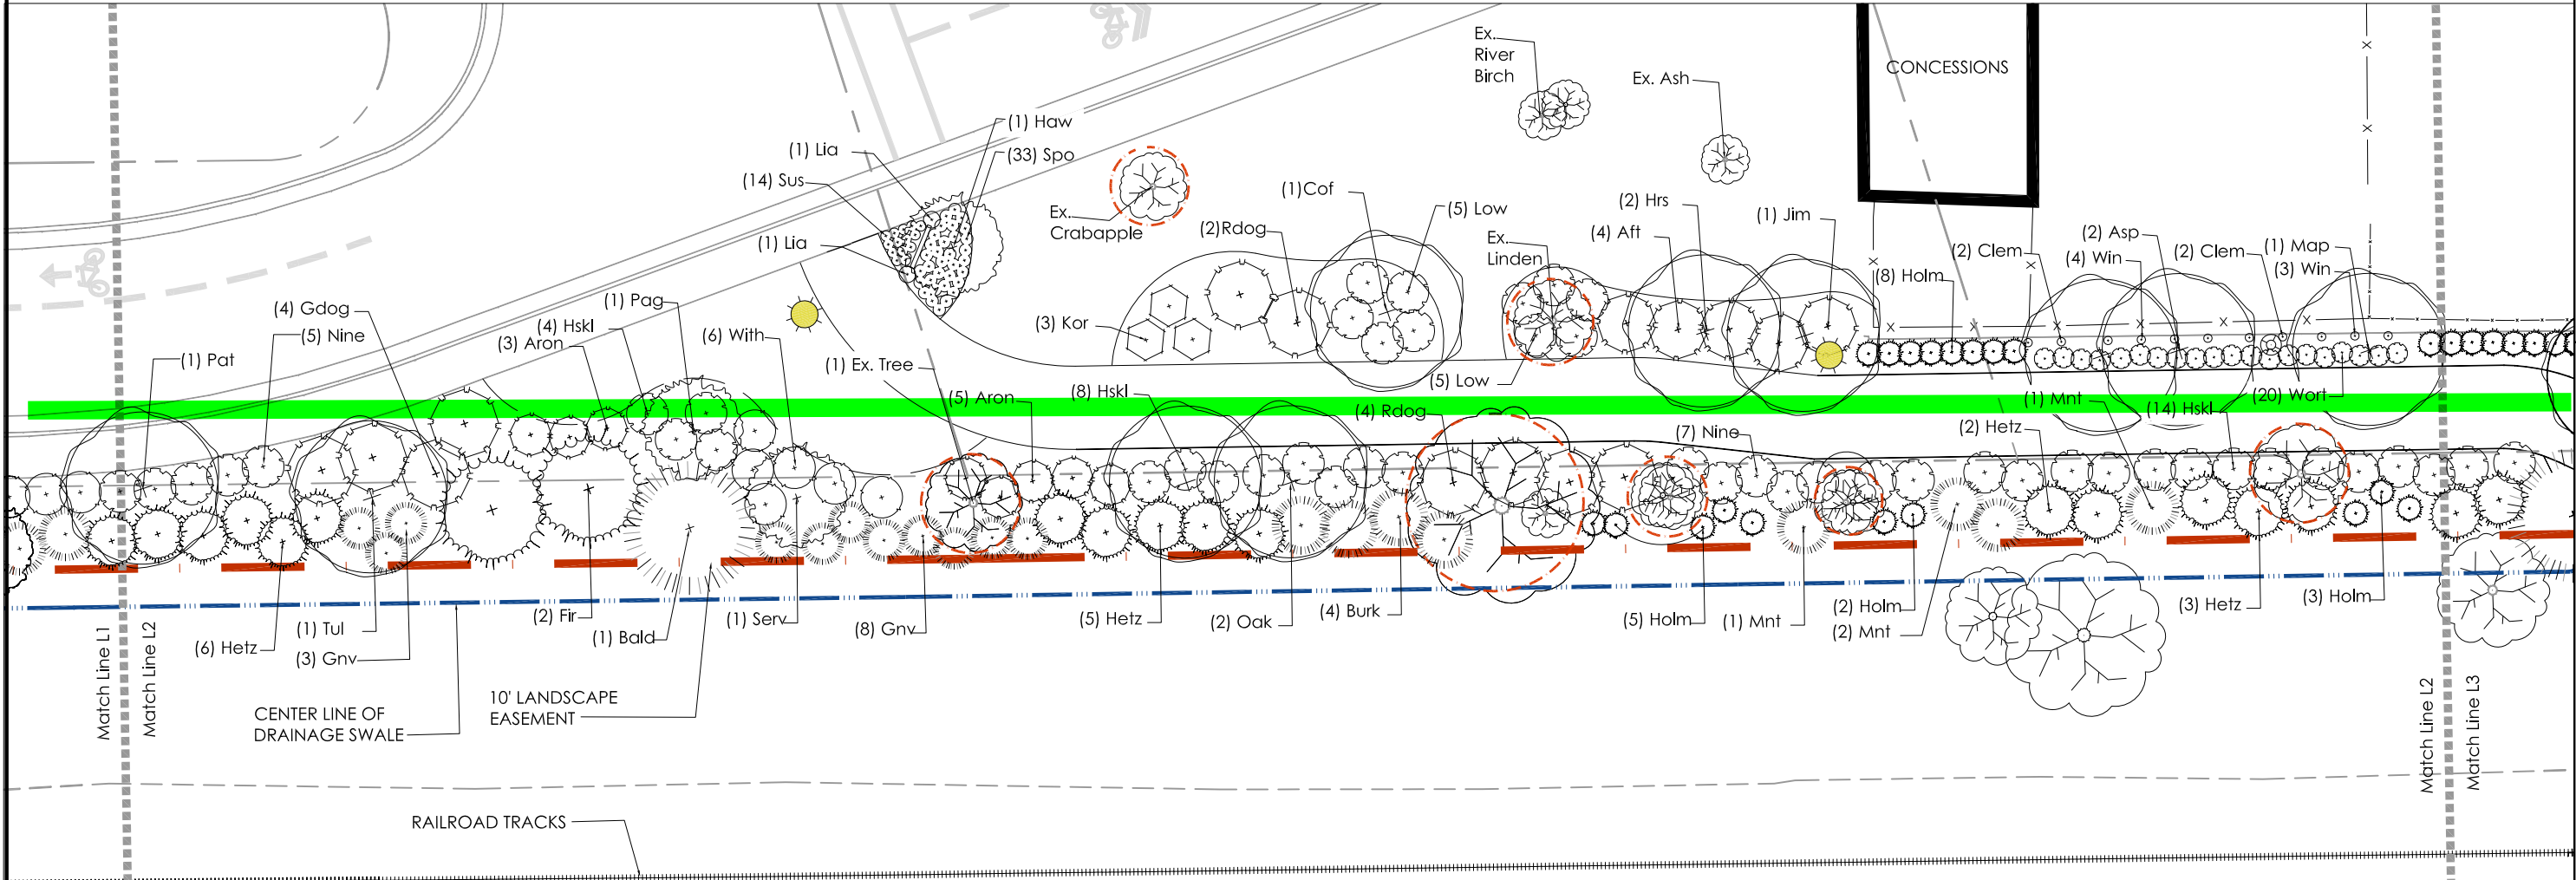 Ex.
River
Birch
Ex. Ash
CONCESSIONS
(1) Haw
(33) Spo
(1) Lia
(14) Sus
(1) Lia
Ex.
Crabapple
(2)Rdog
(1)Cof
(5) Low
Ex.
Linden
(2) Hrs
(4) Aft
(1) Jim
(8) Holm
(2) Clem
(2) Asp
(4) Win
(2) Clem
(1) Map
(3) Win
(4) Gdog
(5) Nine
(1) Pat
(1) Pag
(4) Hskl
(3) Aron
(6) With
(1) Ex. Tree
(3) Kor
(5) Low
(5) Aron
(8) Hskl
(4) Rdog
(7) Nine
(2) Hetz
(1) Mnt
(14) Hskl
(20) Wort
(6) Hetz
(1) Tul
(3) Gnv
(2) Fir
(1) Bald
(1) Serv
(8) Gnv
(5) Hetz
(2) Oak
(4) Burk
(5) Holm
(1) Mnt
(2) Holm
(2) Mnt
(3) Hetz
(3) Holm
Match Line L1
Match Line L2
CENTER LINE OF
DRAINAGE SWALE
10' LANDSCAPE
EASEMENT
Match Line L2
Match Line L3
RAILROAD TRACKS